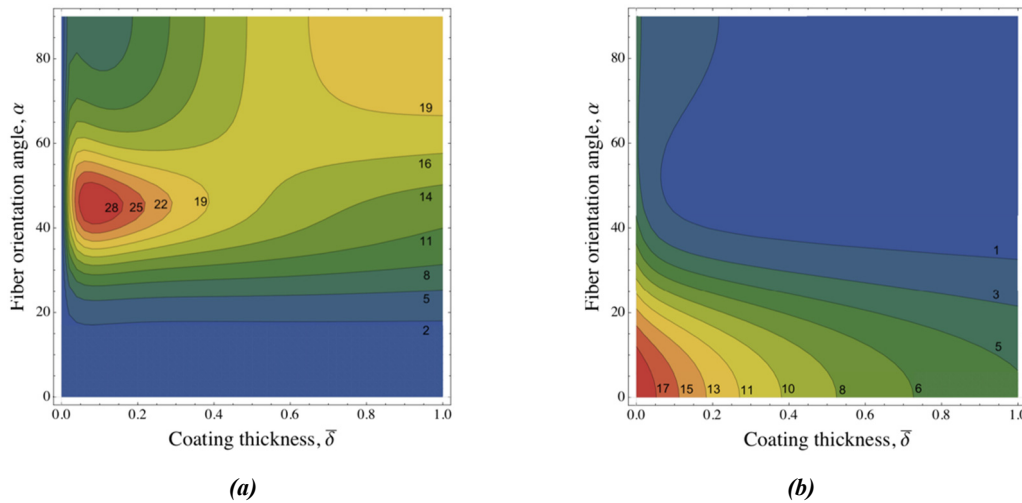 80
60
40
20
0
0.0 0.2 0.4 0.6 0.8 1.0
Fiber orientation angle, α
Coating thickness, δ̅
19
16
14
11
8
5
2
28 25 22 19
(a)
80
60
40
20
0
0.0 0.2 0.4 0.6 0.8 1.0
Fiber orientation angle, α
Coating thickness, δ̅
1
3
5
17 15 13 11 10 8 6
(b)